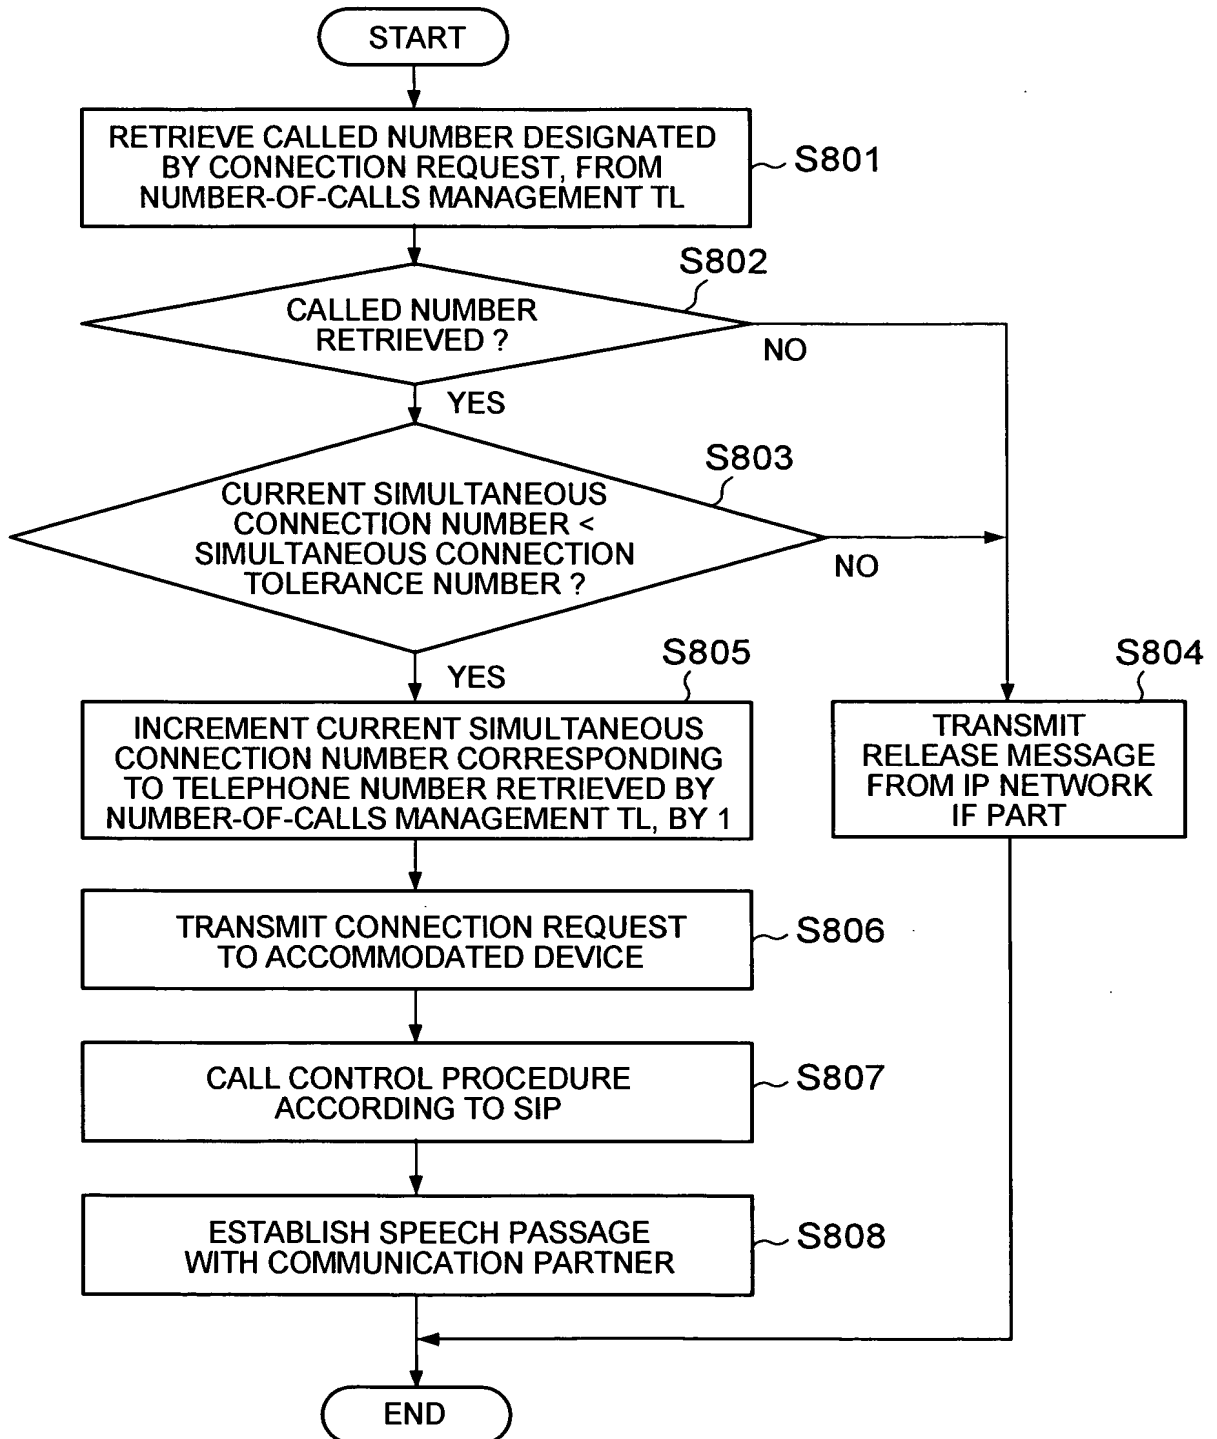 START
RETRIEVE CALLED NUMBER DESIGNATED
BY CONNECTION REQUEST, FROM
NUMBER-OF-CALLS MANAGEMENT TL
S801
S802
CALLED NUMBER
RETRIEVED ?
NO
YES
S803
CURRENT SIMULTANEOUS
CONNECTION NUMBER <
SIMULTANEOUS CONNECTION
TOLERANCE NUMBER ?
NO
YES
S805
INCREMENT CURRENT SIMULTANEOUS
CONNECTION NUMBER CORRESPONDING
TO TELEPHONE NUMBER RETRIEVED BY
NUMBER-OF-CALLS MANAGEMENT TL, BY 1
S804
TRANSMIT
RELEASE MESSAGE
FROM IP NETWORK
IF PART
TRANSMIT CONNECTION REQUEST
TO ACCOMMODATED DEVICE
S806
CALL CONTROL PROCEDURE
ACCORDING TO SIP
S807
ESTABLISH SPEECH PASSAGE
WITH COMMUNICATION PARTNER
S808
END